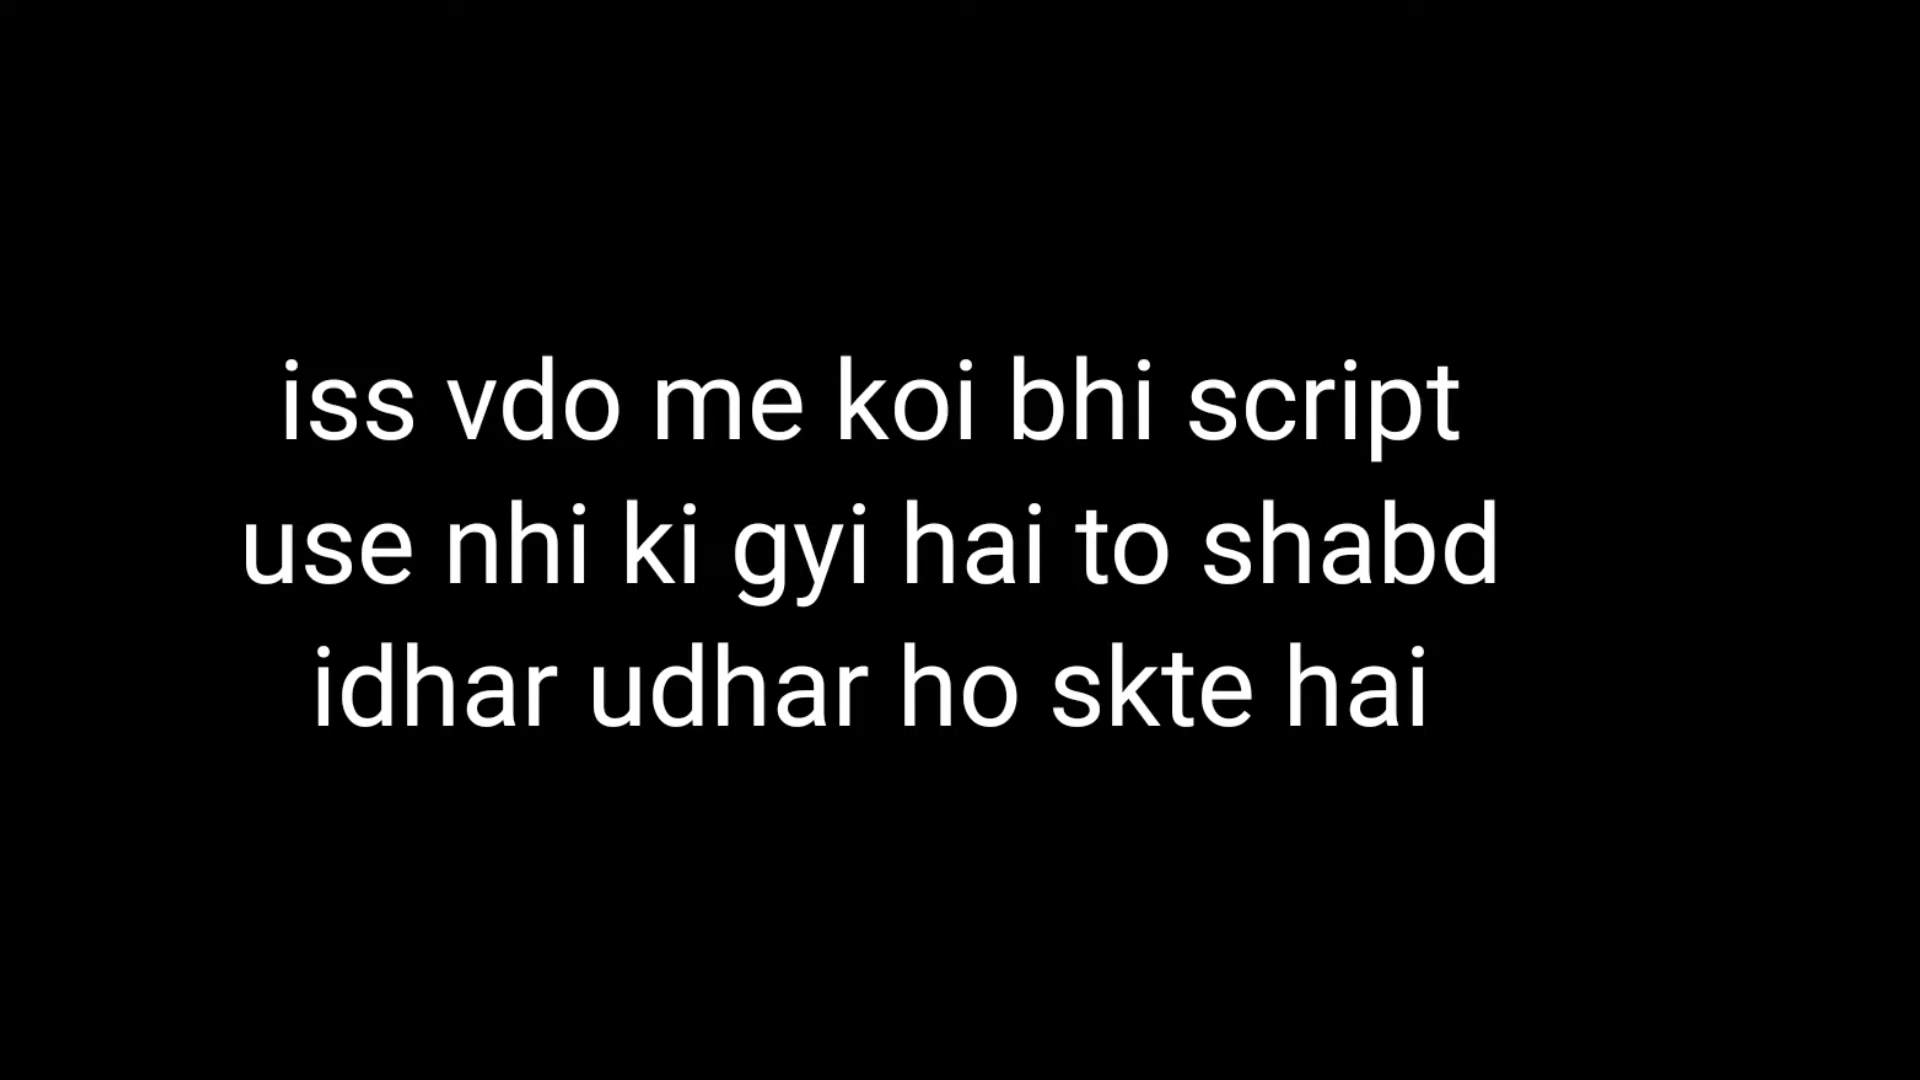 iss vdo me koi bhi script
use nhi ki gyi hai to shabd
idhar udhar ho skte hai